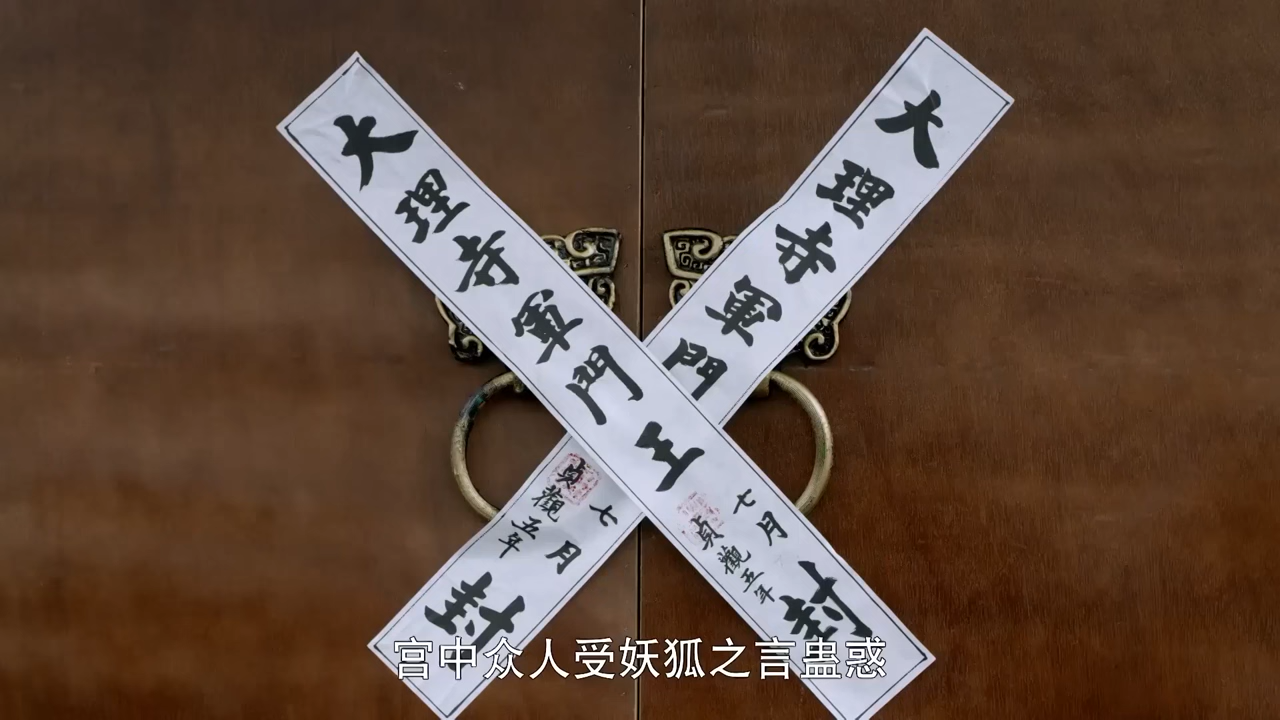 大理寺軍門王
貞觀五年
七月
封
大理寺軍門
貞觀五年
七月
封
宫中众人受妖狐之言蛊惑